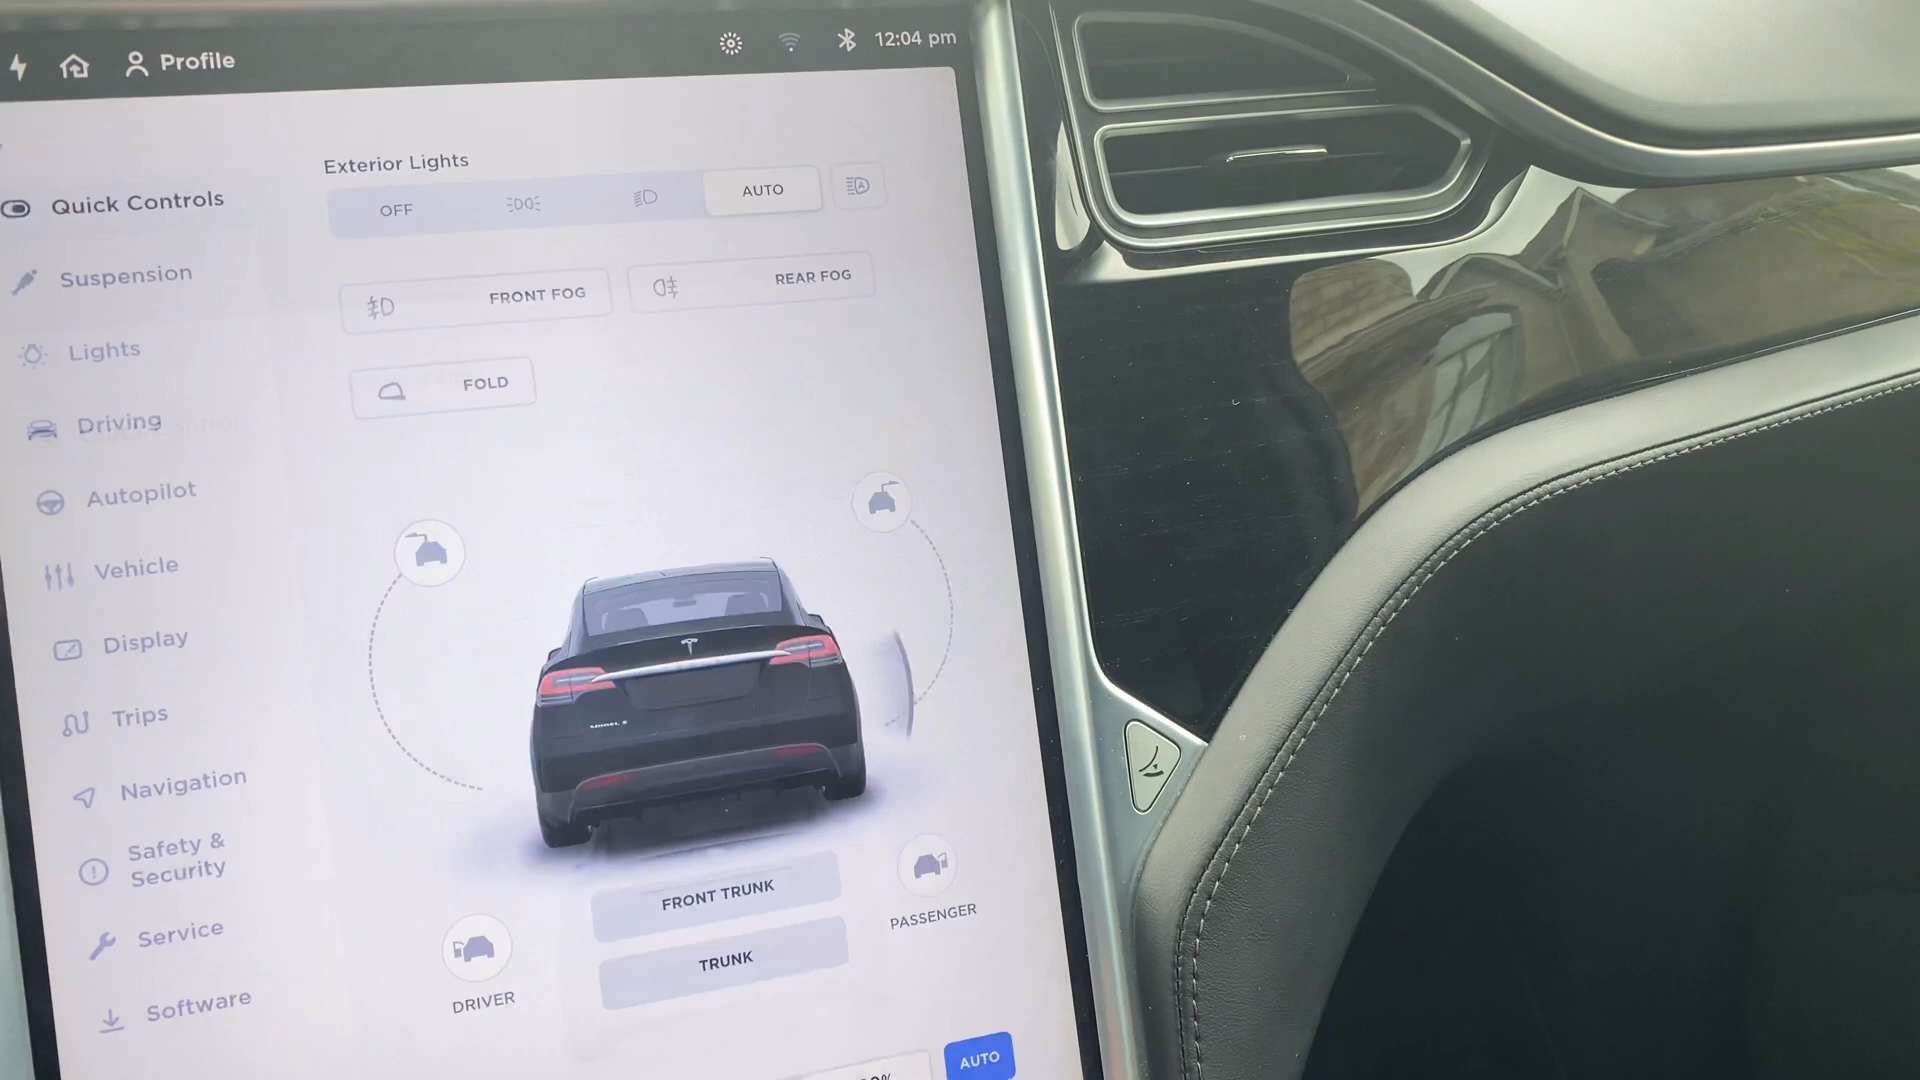 Profile
12:04 pm
Quick Controls
Suspension
Lights
Driving
Autopilot
Vehicle
Display
Trips
Navigation
Safety &
Security
Service
Software
Exterior Lights
OFF
AUTO
FRONT FOG
REAR FOG
FOLD
FRONT TRUNK
TRUNK
DRIVER
PASSENGER
AUTO